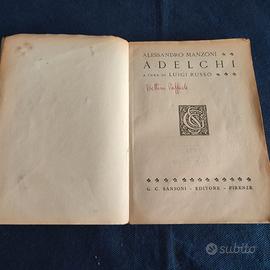 ALESSANDRO MANZONI
ADELCHI
A CURA DI LUIGI RUSSO
G. C. SANSONI - EDITORE - FIRENZE
subito